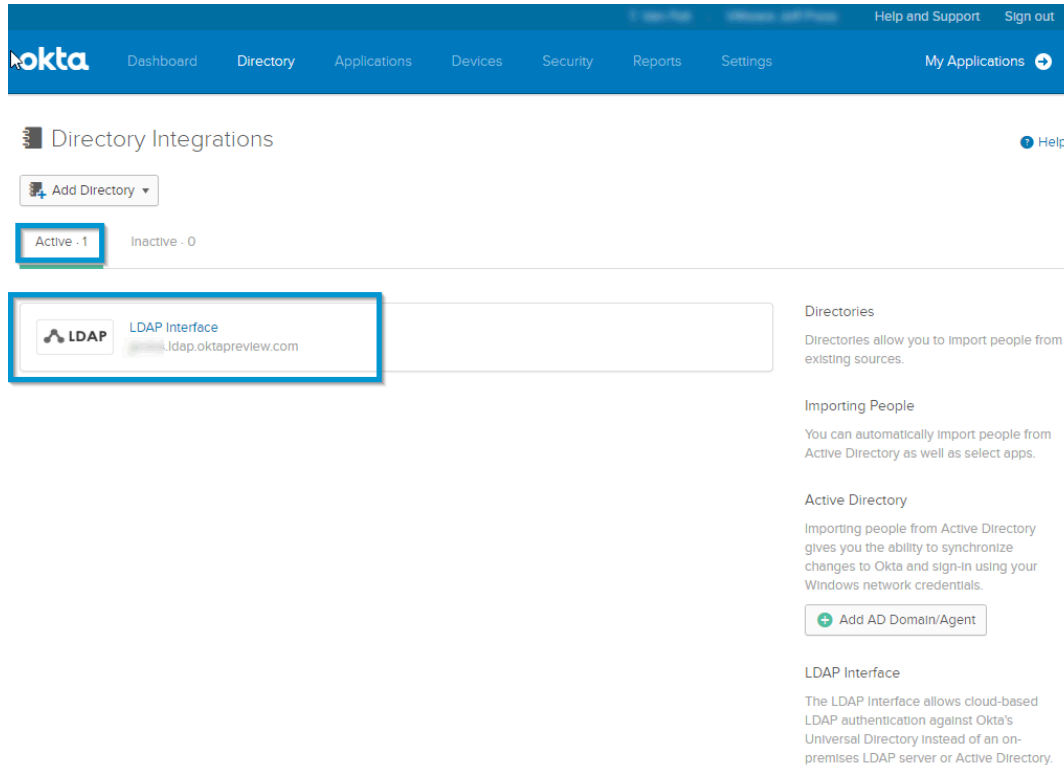 Help and Support Sign out
okta Dashboard Directory Applications Devices Security Reports Settings My Applications
Directory Integrations
Help
Add Directory
Active · 1 Inactive · 0
LDAP
LDAP Interface
.ldap.oktapreview.com
Directories
Directories allow you to import people from
existing sources.
Importing People
You can automatically import people from
Active Directory as well as select apps.
Active Directory
Importing people from Active Directory
gives you the ability to synchronize
changes to Okta and sign-in using your
Windows network credentials.
Add AD Domain/Agent
LDAP Interface
The LDAP Interface allows cloud-based
LDAP authentication against Okta's
Universal Directory instead of an on-
premises LDAP server or Active Directory.